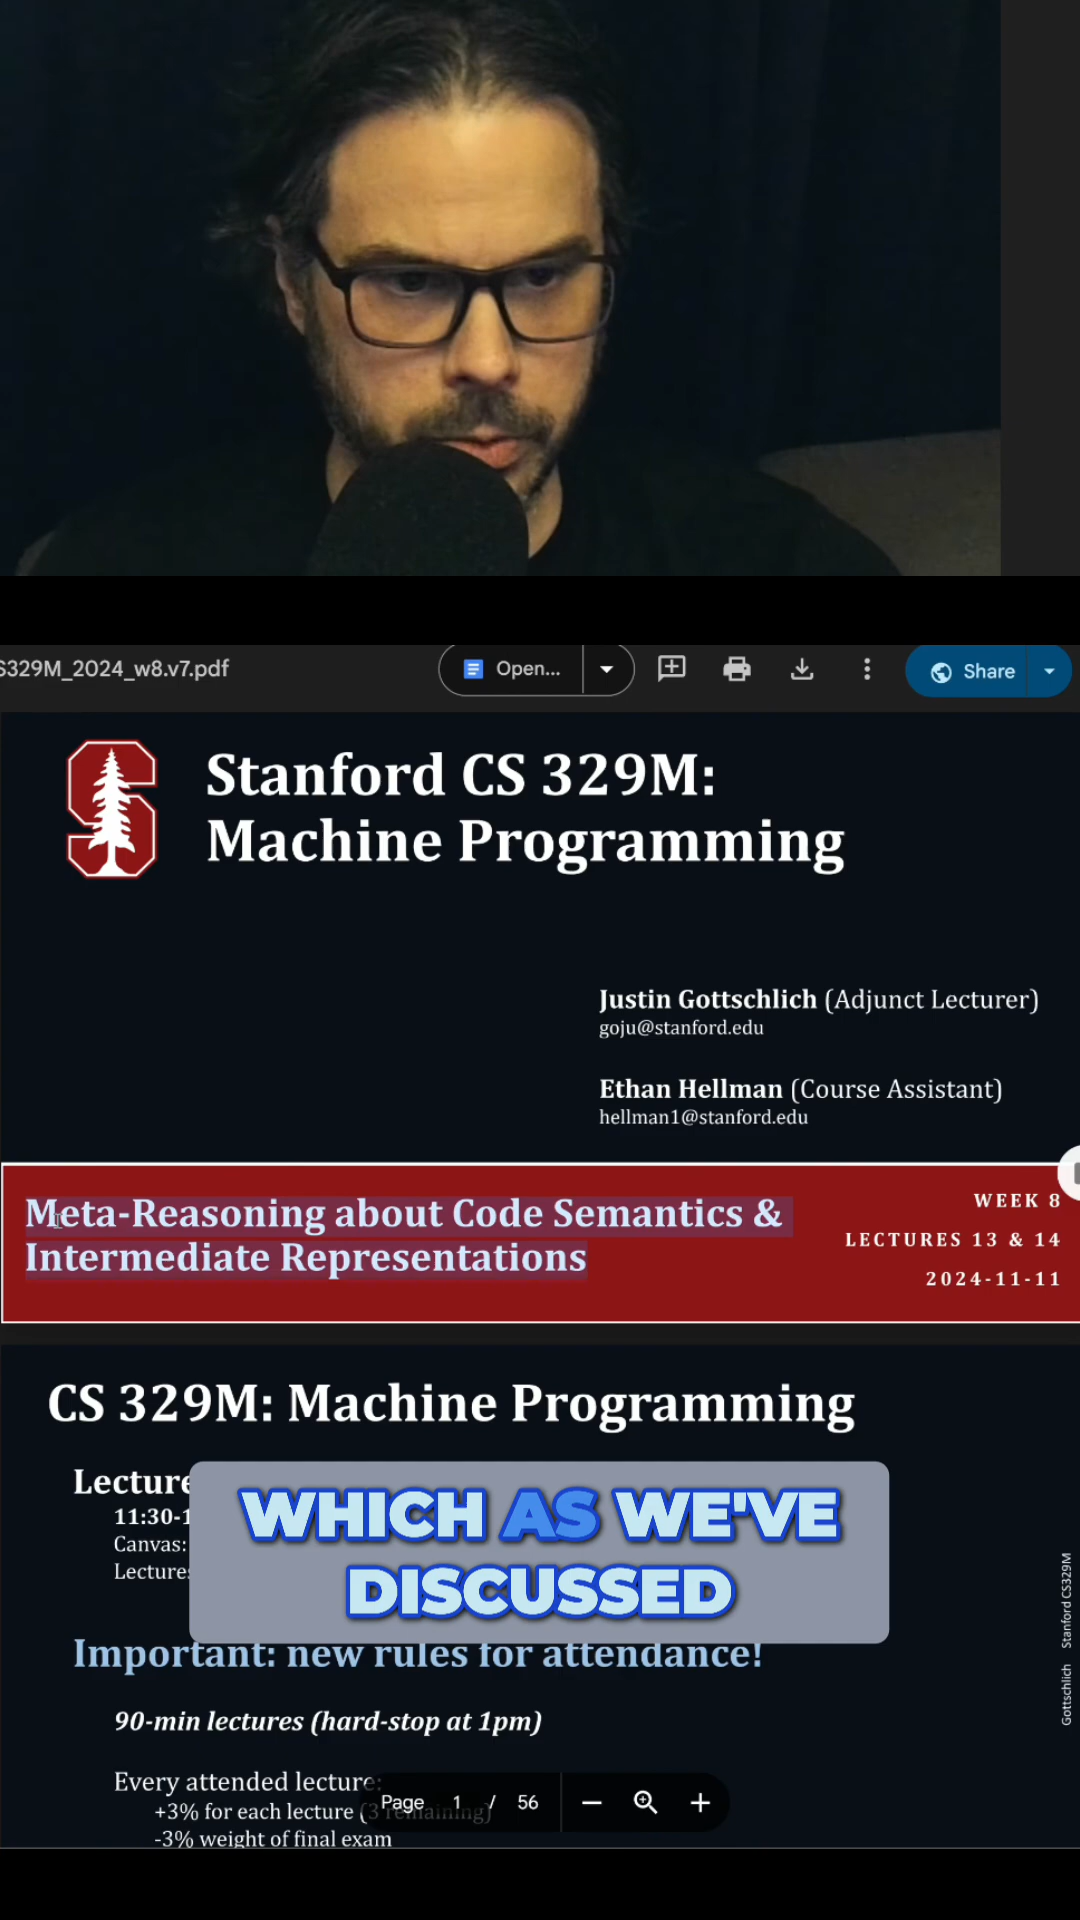 S329M_2024_w8.v7.pdf
Open...
Share
Stanford CS 329M:
Machine Programming
Justin Gottschlich (Adjunct Lecturer)
goju@stanford.edu
Ethan Hellman (Course Assistant)
hellman1@stanford.edu
Meta-Reasoning about Code Semantics &
Intermediate Representations
WEEK 8
LECTURES 13 & 14
2024-11-11
CS 329M: Machine Programming
Lecture
11:30-1
Canvas:
Lectures
WHICH AS WE'VE
DISCUSSED
Important: new rules for attendance!
90-min lectures (hard-stop at 1pm)
Every attended lecture:
+3% for each lecture (3 remaining)
-3% weight of final exam
Page 1 / 56
Gottschlich Stanford CS329M